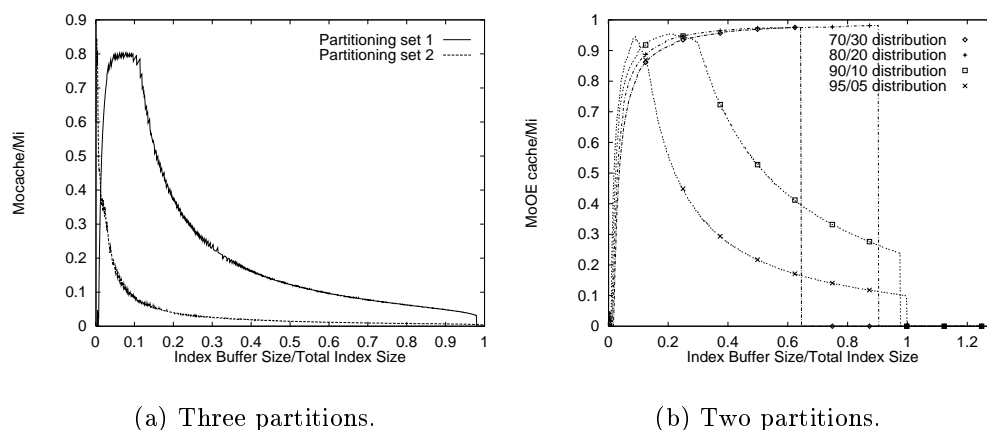 0.9
0.8
0.7
0.6
0.5
0.4
0.3
0.2
0.1
0
0 0.1 0.2 0.3 0.4 0.5 0.6 0.7 0.8 0.9 1
Mocache/Mi
Index Buffer Size/Total Index Size
Partitioning set 1
Partitioning set 2
(a) Three partitions.
1
0.9
0.8
0.7
0.6
0.5
0.4
0.3
0.2
0.1
0
0 0.2 0.4 0.6 0.8 1 1.2
MoOE cache/Mi
Index Buffer Size/Total Index Size
70/30 distribution
80/20 distribution
90/10 distribution
95/05 distribution
(b) Two partitions.